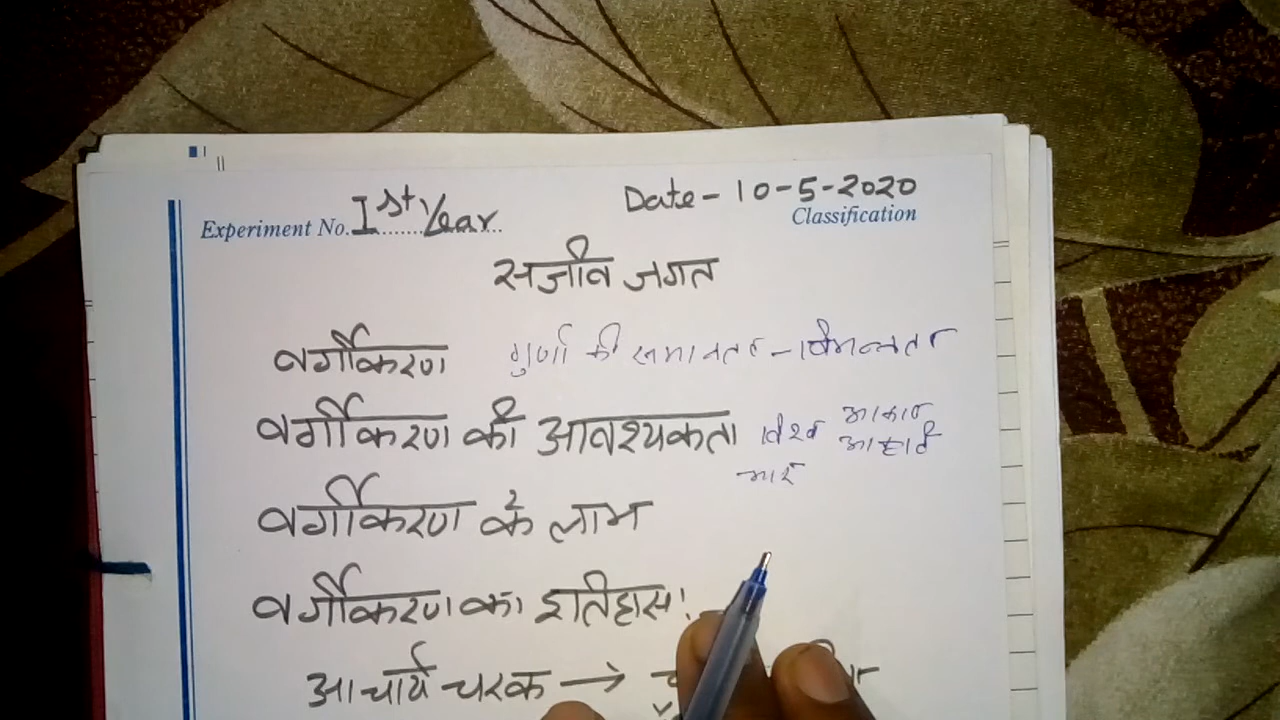 Date - 10-5-2020
Experiment No. Ist Year
Classification
सजीव जगत
वर्गीकरण गुणों की समानता - विभिन्नता
वर्गीकरण की आवश्यकता विश्व आकार
आहार
वर्गीकरण के लाभ
वर्गीकरण का इतिहास!
आचार्य चरक →